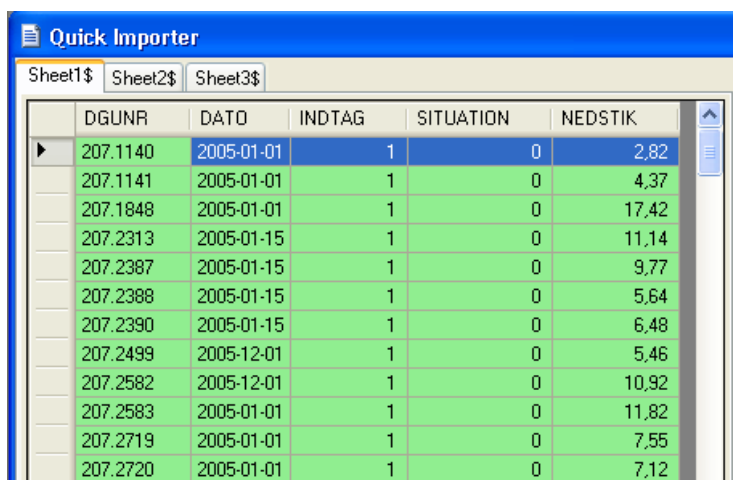 Quick Importer
Sheet1$ Sheet2$ Sheet3$
DGUNR DATO INDTAG SITUATION NEDSTIK
207.1140 2005-01-01 1 0 2,82
207.1141 2005-01-01 1 0 4,37
207.1848 2005-01-01 1 0 17,42
207.2313 2005-01-15 1 0 11,14
207.2387 2005-01-15 1 0 9,77
207.2388 2005-01-15 1 0 5,64
207.2390 2005-01-15 1 0 6,48
207.2499 2005-12-01 1 0 5,46
207.2582 2005-12-01 1 0 10,92
207.2583 2005-01-01 1 0 11,82
207.2719 2005-01-01 1 0 7,55
207.2720 2005-01-01 1 0 7,12